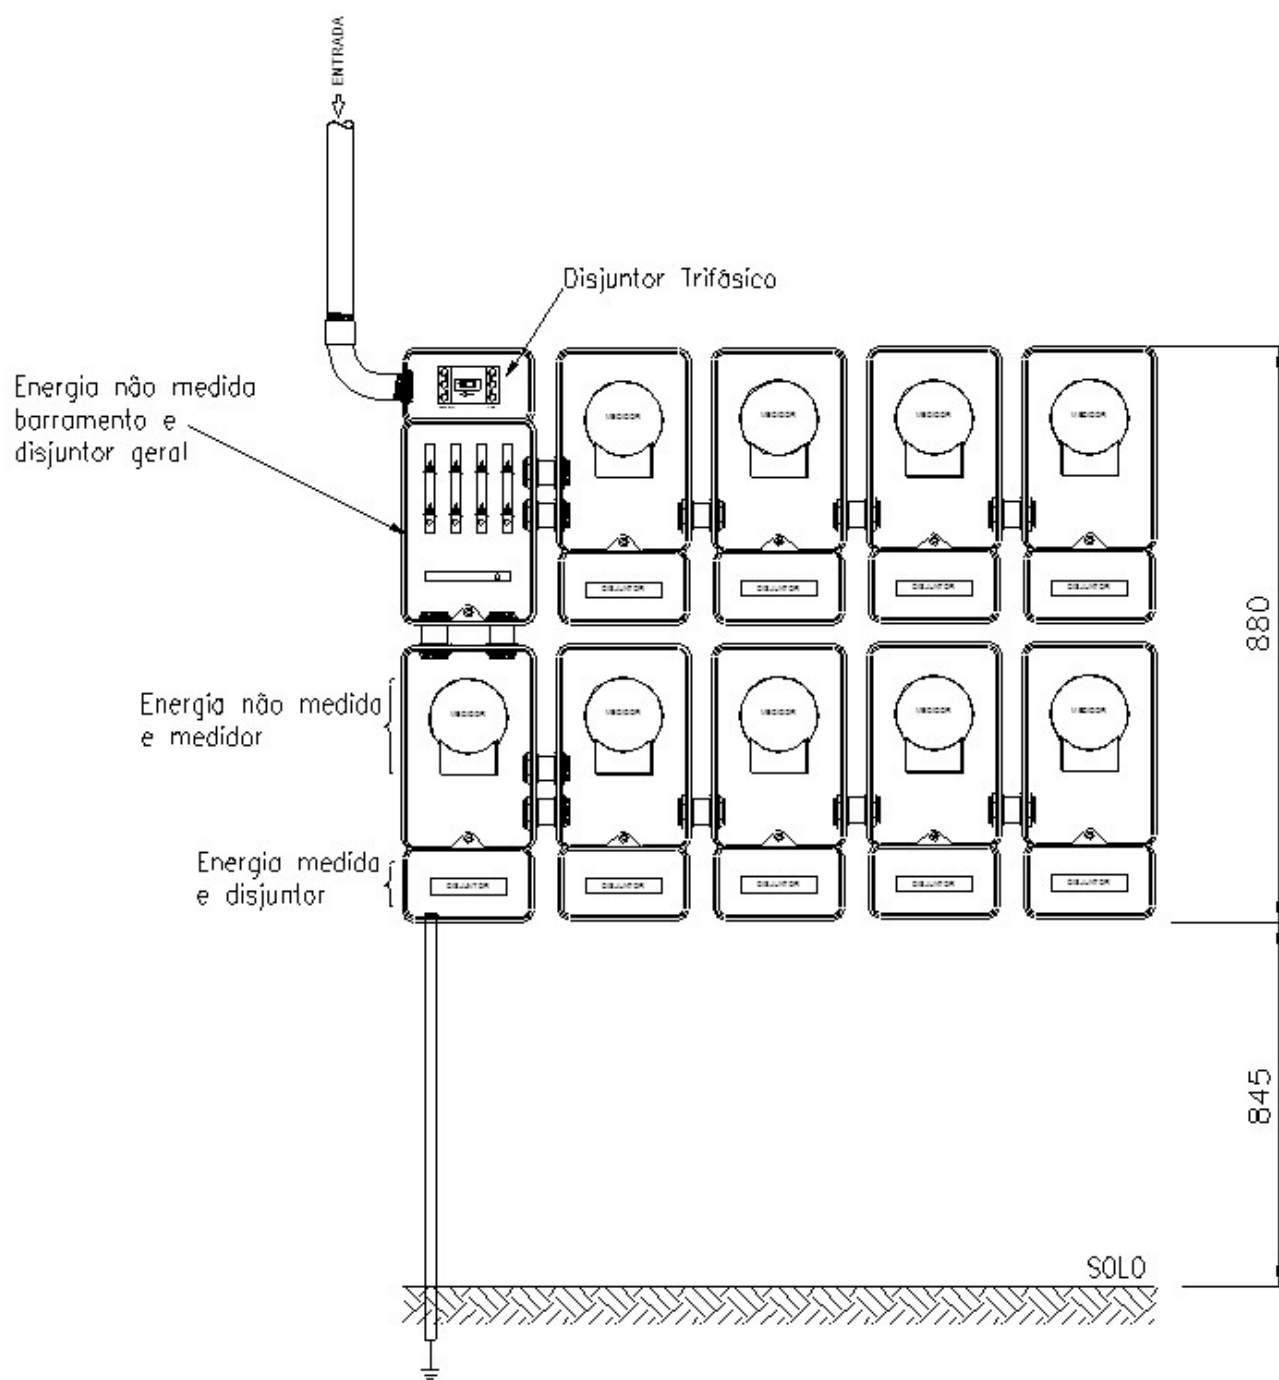 ENTRADA
Disjuntor Trifásico
Energia não medida
barramento e
disjuntor geral
MEDIDOR
MEDIDOR
MEDIDOR
MEDIDOR
DISJUNTOR
DISJUNTOR
DISJUNTOR
DISJUNTOR
880
Energia não medida
e medidor
MEDIDOR
MEDIDOR
MEDIDOR
MEDIDOR
MEDIDOR
Energia medida
e disjuntor
DISJUNTOR
DISJUNTOR
DISJUNTOR
DISJUNTOR
DISJUNTOR
845
SOLO